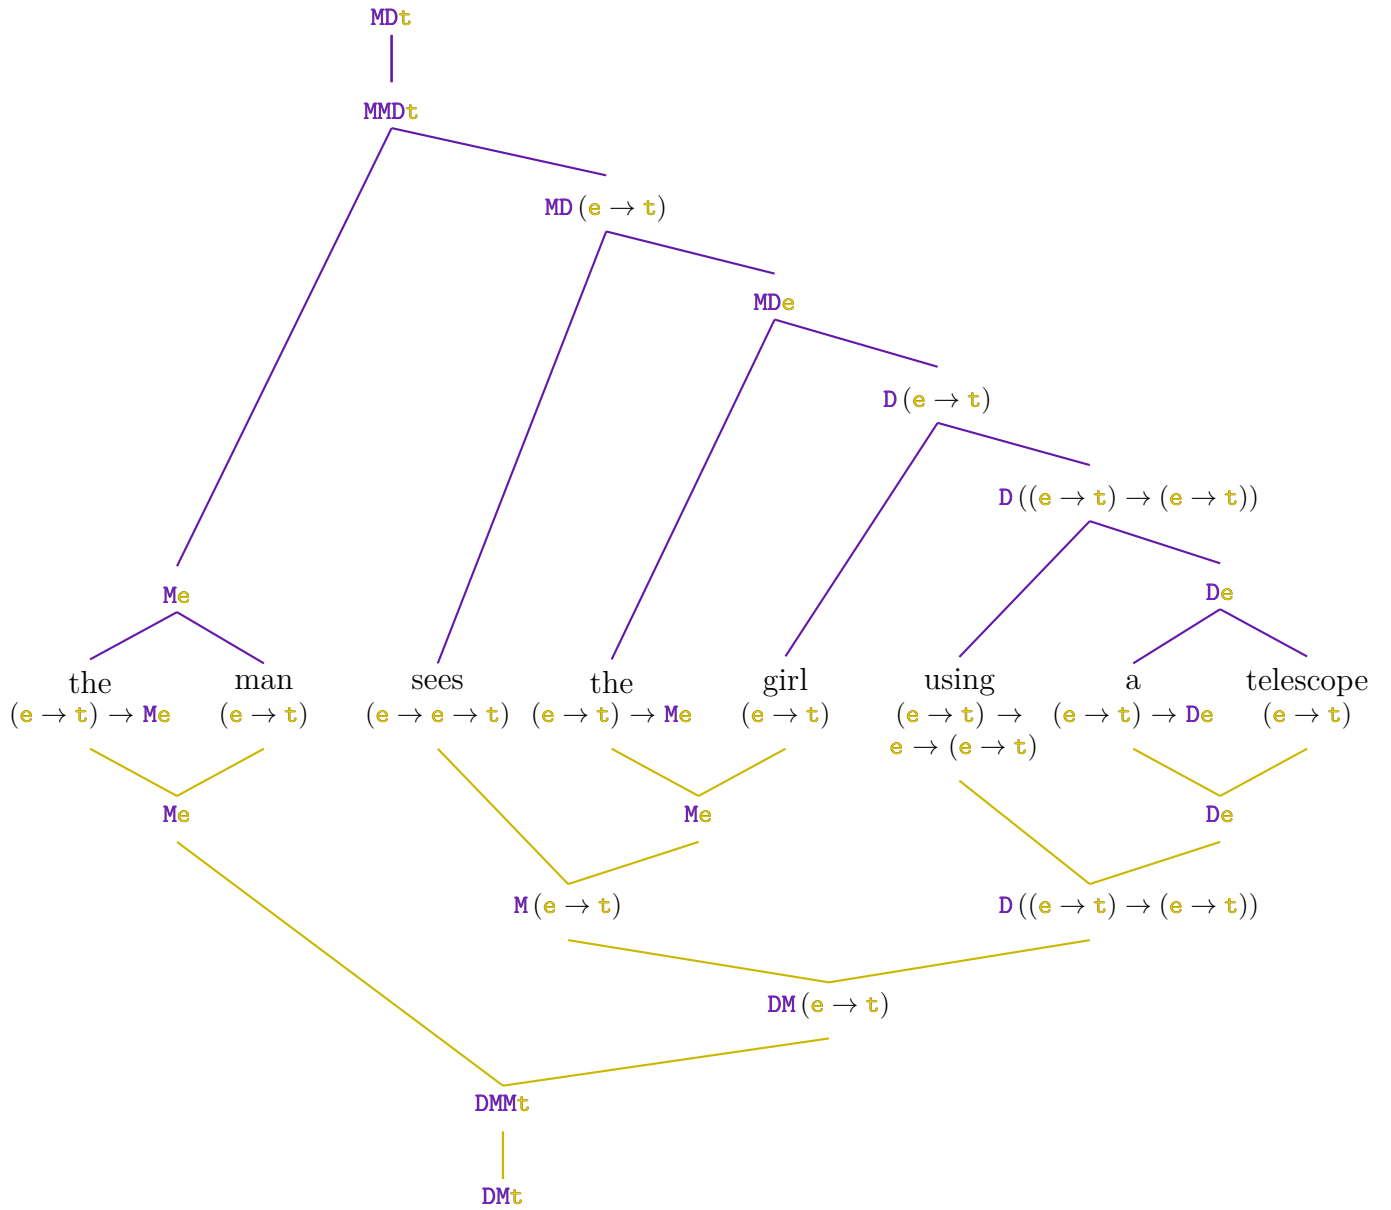 MDt
MMDt
MD (e → t)
MDe
D (e → t)
D ((e → t) → (e → t))
Me
De
the man sees the girl using a telescope
(e → t) → Me (e → t) (e → e → t) (e → t) → Me (e → t) (e → t) → (e → t) → De (e → t)
e → (e → t)
Me Me De
M (e → t) D ((e → t) → (e → t))
DM (e → t)
DMMt
DMt